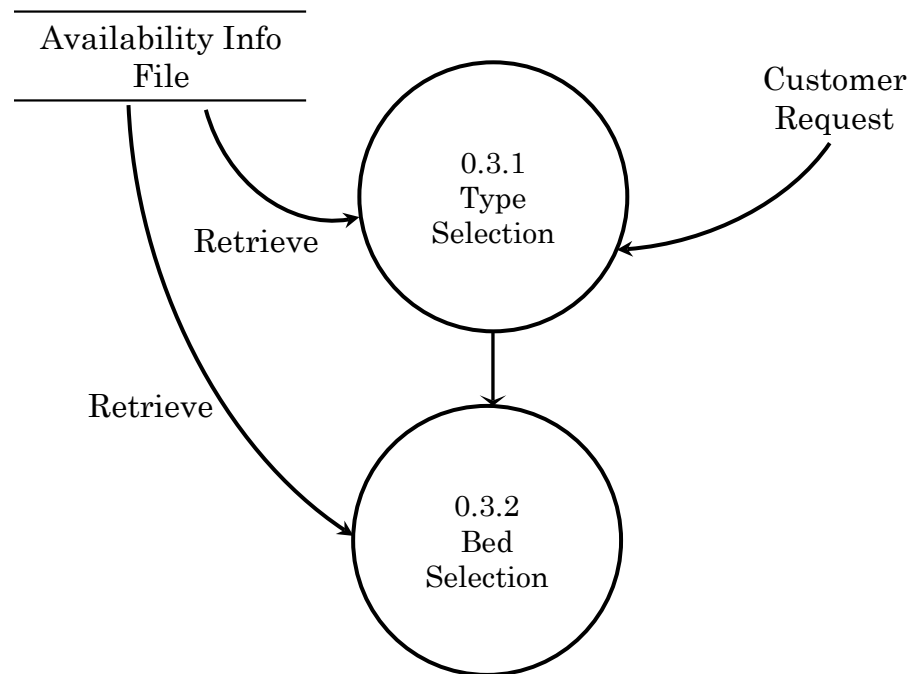 Availability Info
File
Customer
Request
0.3.1
Type
Selection
Retrieve
Retrieve
0.3.2
Bed
Selection